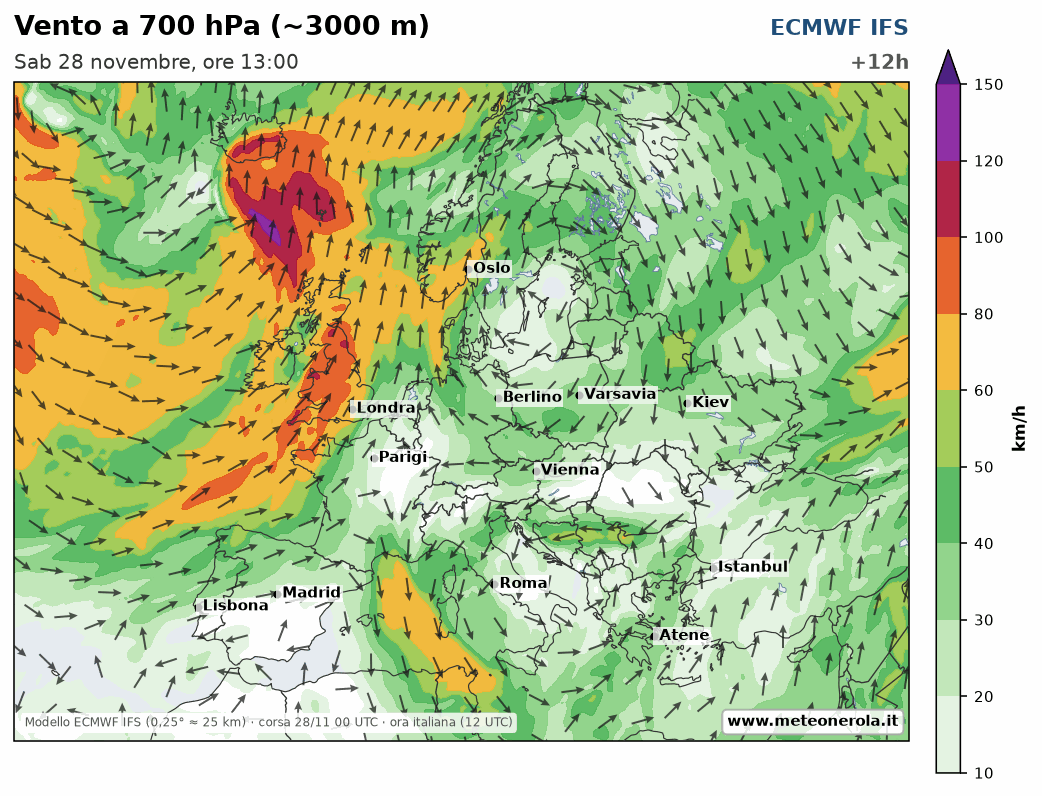 Vento a 700 hPa (~3000 m)
ECMWF IFS
Sab 28 novembre, ore 13:00
+12h
150
120
100
80
60
50
40
30
20
10
km/h
Oslo
Londra
Berlino
Varsavia
Kiev
Parigi
Vienna
Istanbul
Roma
Madrid
Lisbona
Atene
Modello ECMWF IFS (0,25° ≈ 25 km) · corsa 28/11 00 UTC · ora italiana (12 UTC)
www.meteonerola.it